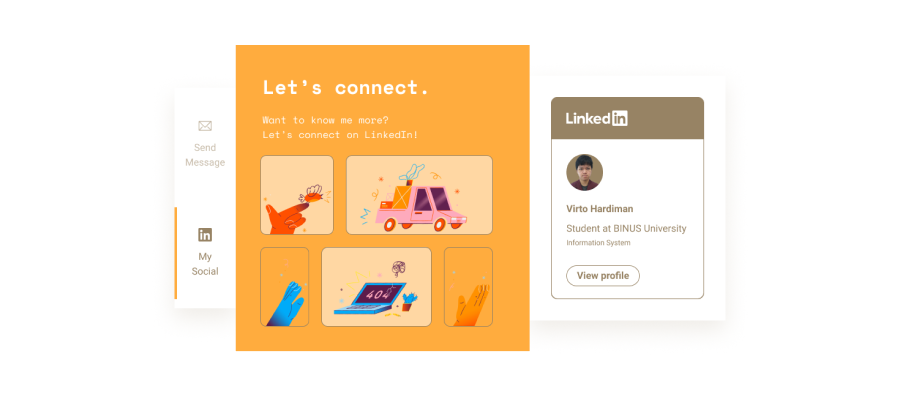 Send
Message
My
Social
Let's connect.
Want to know me more?
Let's connect on LinkedIn!
404
LinkedIn
Virto Hardiman
Student at BINUS University
Information System
View profile